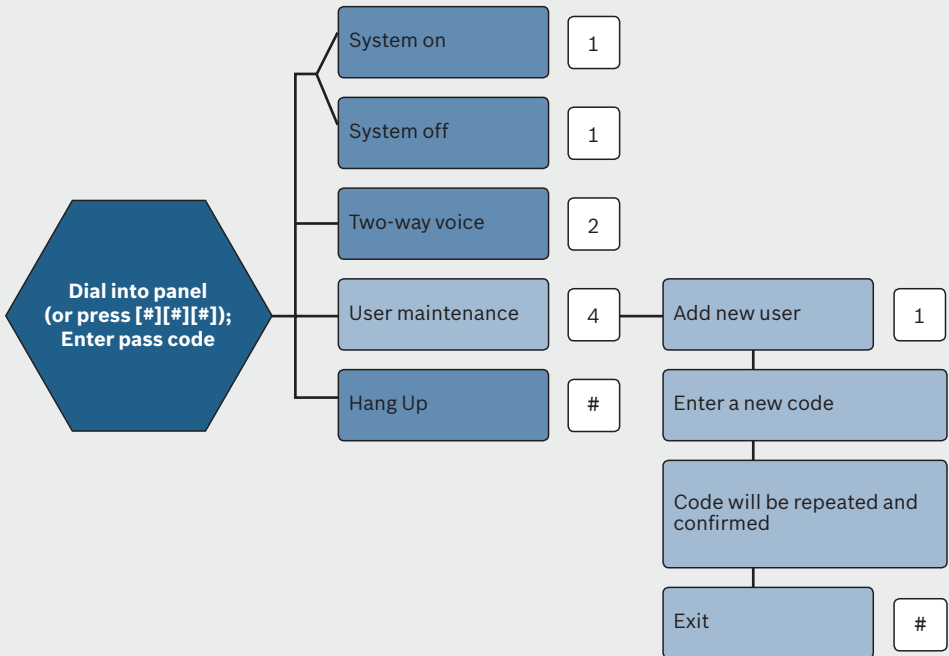 Dial into panel
(or press [#][#][#]);
Enter pass code
System on
1
System off
1
Two-way voice
2
User maintenance
4
Hang Up
#
Add new user
1
Enter a new code
Code will be repeated and
confirmed
Exit
#